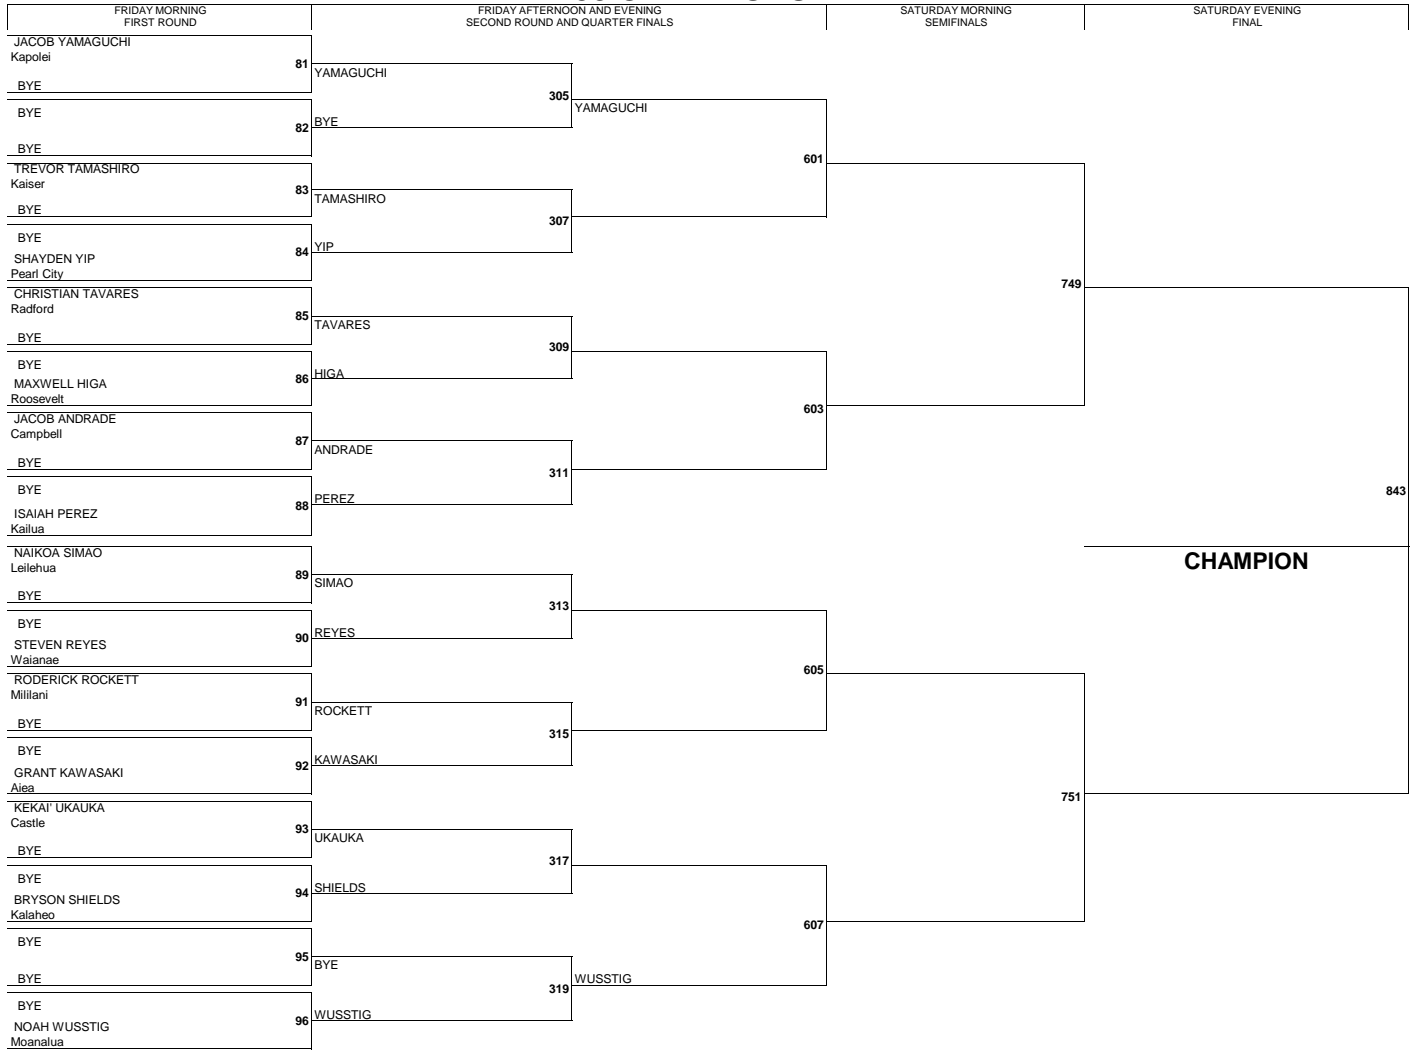 FRIDAY MORNING
FIRST ROUND
FRIDAY AFTERNOON AND EVENING
SECOND ROUND AND QUARTER FINALS
SATURDAY MORNING
SEMIFINALS
SATURDAY EVENING
FINAL
JACOB YAMAGUCHI
Kapolei
81
BYE
YAMAGUCHI
305
YAMAGUCHI
BYE
82
BYE
BYE
601
TREVOR TAMASHIRO
Kaiser
83
BYE
TAMASHIRO
307
BYE
84
YIP
SHAYDEN YIP
Pearl City
749
CHRISTIAN TAVARES
Radford
85
BYE
TAVARES
309
BYE
86
HIGA
MAXWELL HIGA
Roosevelt
603
JACOB ANDRADE
Campbell
87
BYE
ANDRADE
311
BYE
88
PEREZ
ISAIAH PEREZ
Kailua
843
CHAMPION
NAIKOA SIMAO
Leilehua
89
BYE
SIMAO
313
BYE
90
REYES
STEVEN REYES
Waianae
605
RODERICK ROCKETT
Mililani
91
BYE
ROCKETT
315
BYE
92
KAWASAKI
GRANT KAWASAKI
Aiea
751
KEKAI' UKAUKA
Castle
93
BYE
UKAUKA
317
BYE
94
SHIELDS
BRYSON SHIELDS
Kalaheo
607
BYE
95
BYE
BYE
319
WUSSTIG
BYE
96
WUSSTIG
NOAH WUSSTIG
Moanalua